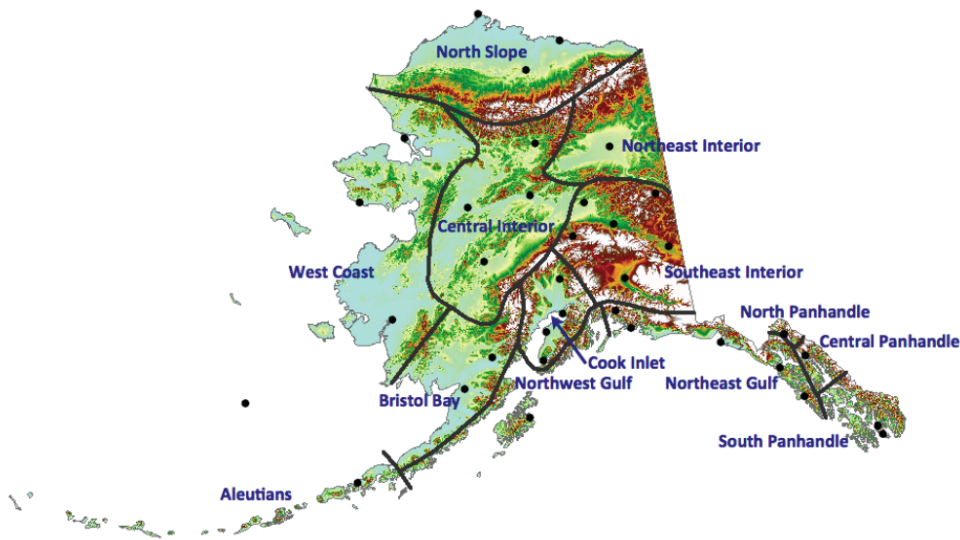 North Slope
Northeast Interior
Central Interior
West Coast
Southeast Interior
North Panhandle
Central Panhandle
Cook Inlet
Northwest Gulf
Northeast Gulf
Bristol Bay
South Panhandle
Aleutians